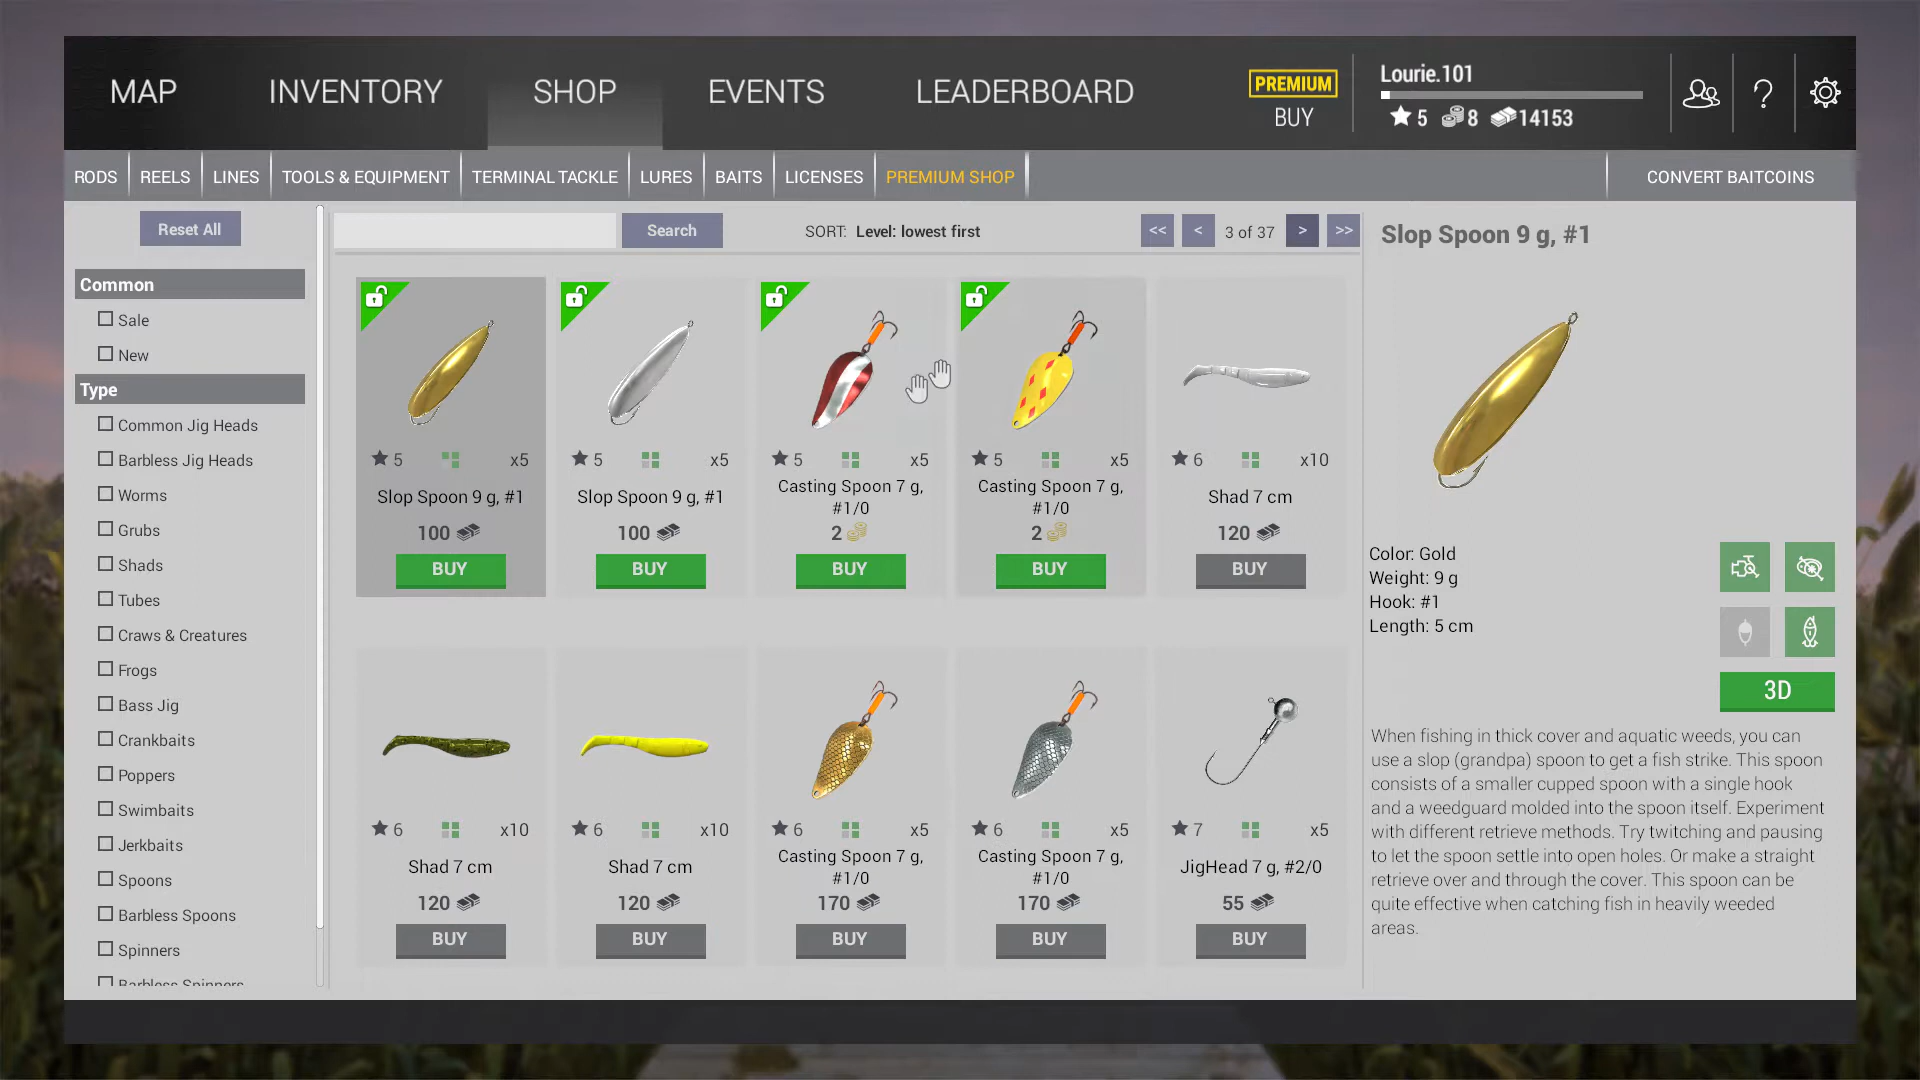 MAP
INVENTORY
SHOP
EVENTS
LEADERBOARD
PREMIUM
BUY
Lourie.101
5
8
14153
?
RODS
REELS
LINES
TOOLS & EQUIPMENT
TERMINAL TACKLE
LURES
BAITS
LICENSES
PREMIUM SHOP
CONVERT BAITCOINS
Reset All
Common
Sale
New
Type
Common Jig Heads
Barbless Jig Heads
Worms
Grubs
Shads
Tubes
Craws & Creatures
Frogs
Bass Jig
Crankbaits
Poppers
Swimbaits
Jerkbaits
Spoons
Barbless Spoons
Spinners
Barbless Spinners
Search
SORT: Level: lowest first
<<
<
3 of 37
>
>>
5 x5
Slop Spoon 9 g, #1
100
BUY
5 x5
Slop Spoon 9 g, #1
100
BUY
5 x5
Casting Spoon 7 g,
#1/0
2
BUY
5 x5
Casting Spoon 7 g,
#1/0
2
BUY
6 x10
Shad 7 cm
120
BUY
6 x10
Shad 7 cm
120
BUY
6 x10
Shad 7 cm
120
BUY
6 x5
Casting Spoon 7 g,
#1/0
170
BUY
6 x5
Casting Spoon 7 g,
#1/0
170
BUY
7 x5
JigHead 7 g, #2/0
55
BUY
Slop Spoon 9 g, #1
Color: Gold
Weight: 9 g
Hook: #1
Length: 5 cm
3D
When fishing in thick cover and aquatic weeds, you can
use a slop (grandpa) spoon to get a fish strike. This spoon
consists of a smaller cupped spoon with a single hook
and a weedguard molded into the spoon itself. Experiment
with different retrieve methods. Try twitching and pausing
to let the spoon settle into open holes. Or make a straight
retrieve over and through the cover. This spoon can be
quite effective when catching fish in heavily weeded
areas.